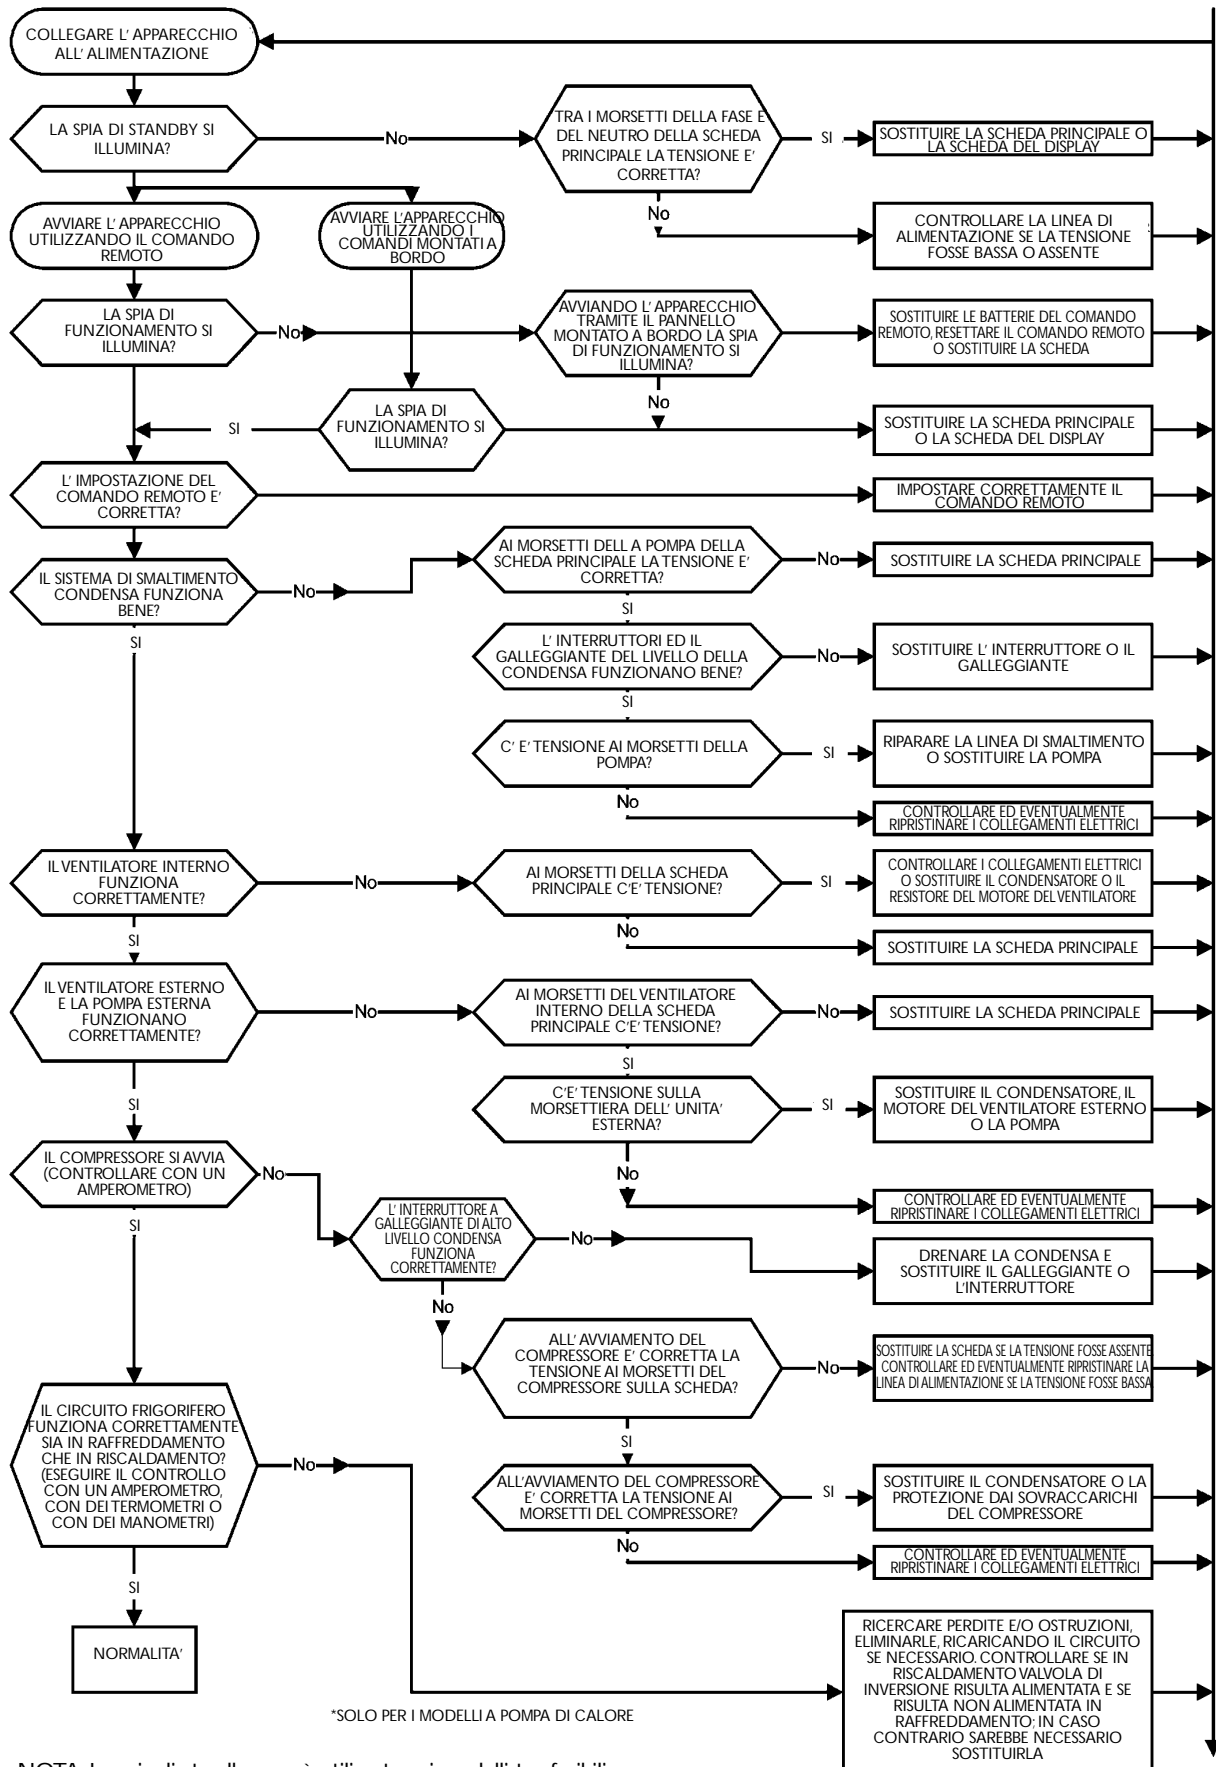 COLLEGARE L' APPARECCHIO
ALL' ALIMENTAZIONE
LA SPIA DI STANDBY SI
ILLUMINA?
No
TRA I MORSETTI DELLA FASE E
DEL NEUTRO DELLA SCHEDA
PRINCIPALE LA TENSIONE E'
CORRETTA?
SI
SOSTITUIRE LA SCHEDA PRINCIPALE O
LA SCHEDA DEL DISPLAY
No
CONTROLLARE LA LINEA DI
ALIMENTAZIONE SE LA TENSIONE
FOSSE BASSA O ASSENTE
AVVIARE L' APPARECCHIO
UTILIZZANDO IL COMANDO
REMOTO
AVVIARE L'APPARECCHIO
UTILIZZANDO I
COMANDI MONTATI A
BORDO
LA SPIA DI
FUNZIONAMENTO SI
ILLUMINA?
No
AVVIANDO L' APPARECCHIO
TRAMITE IL PANNELLO
MONTATO A BORDO LA SPIA
DI FUNZIONAMENTO SI
ILLUMINA?
SOSTITUIRE LE BATTERIE DEL COMANDO
REMOTO, RESETTARE IL COMANDO REMOTO
O SOSTITUIRE LA SCHEDA
No
SI
LA SPIA DI
FUNZIONAMENTO SI
ILLUMINA?
SOSTITUIRE LA SCHEDA PRINCIPALE
O LA SCHEDA DEL DISPLAY
L' IMPOSTAZIONE DEL
COMANDO REMOTO E'
CORRETTA?
IMPOSTARE CORRETTAMENTE IL
COMANDO REMOTO
IL SISTEMA DI SMALTIMENTO
CONDENSA FUNZIONA
BENE?
No
AI MORSETTI DELL A POMPA DELLA
SCHEDA PRINCIPALE LA TENSIONE E'
CORRETTA?
No
SOSTITUIRE LA SCHEDA PRINCIPALE
SI
SI
L' INTERRUTTORI ED IL
GALLEGGIANTE DEL LIVELLO DELLA
CONDENSA FUNZIONANO BENE?
No
SOSTITUIRE L' INTERRUTTORE O IL
GALLEGGIANTE
SI
C' E' TENSIONE AI MORSETTI DELLA
POMPA?
SI
RIPARARE LA LINEA DI SMALTIMENTO
O SOSTITUIRE LA POMPA
No
CONTROLLARE ED EVENTUALMENTE
RIPRISTINARE I COLLEGAMENTI ELETTRICI
IL VENTILATORE INTERNO
FUNZIONA
CORRETTAMENTE?
No
AI MORSETTI DELLA SCHEDA
PRINCIPALE C'E' TENSIONE?
SI
CONTROLLARE I COLLEGAMENTI ELETTRICI
O SOSTITUIRE IL CONDENSATORE O IL
RESISTORE DEL MOTORE DEL VENTILATORE
No
SOSTITUIRE LA SCHEDA PRINCIPALE
SI
IL VENTILATORE ESTERNO
E LA POMPA ESTERNA
FUNZIONANO
CORRETTAMENTE?
No
AI MORSETTI DEL VENTILATORE
INTERNO DELLA SCHEDA
PRINCIPALE C'E' TENSIONE?
No
SOSTITUIRE LA SCHEDA PRINCIPALE
SI
SI
C'E' TENSIONE SULLA
MORSETTIERA DELL' UNITA'
ESTERNA?
SI
SOSTITUIRE IL CONDENSATORE, IL
MOTORE DEL VENTILATORE ESTERNO
O LA POMPA
No
CONTROLLARE ED EVENTUALMENTE
RIPRISTINARE I COLLEGAMENTI ELETTRICI
IL COMPRESSORE SI AVVIA
(CONTROLLARE CON UN
AMPEROMETRO)
No
SI
L' INTERRUTTORE A
GALLEGGIANTE DI ALTO
LIVELLO CONDENSA
FUNZIONA
CORRETTAMENTE?
No
DRENARE LA CONDENSA E
SOSTITUIRE IL GALLEGGIANTE O
L'INTERRUTTORE
No
ALL' AVVIAMENTO DEL
COMPRESSORE E' CORRETTA LA
TENSIONE AI MORSETTI DEL
COMPRESSORE SULLA SCHEDA?
No
SOSTITUIRE LA SCHEDA SE LA TENSIONE FOSSE ASSENTE
CONTROLLARE ED EVENTUALMENTE RIPRISTINARE LA
LINEA DI ALIMENTAZIONE SE LA TENSIONE FOSSE BASSA
SI
IL CIRCUITO FRIGORIFERO
FUNZIONA CORRETTAMENTE
SIA IN RAFFREDDAMENTO
CHE IN RISCALDAMENTO?
(ESEGUIRE IL CONTROLLO
CON UN AMPEROMETRO,
CON DEI TERMOMETRI O
CON DEI MANOMETRI)
No
ALL'AVVIAMENTO DEL COMPRESSORE
E' CORRETTA LA TENSIONE AI
MORSETTI DEL COMPRESSORE?
SI
SOSTITUIRE IL CONDENSATORE O LA
PROTEZIONE DAI SOVRACCARICHI
DEL COMPRESSORE
No
CONTROLLARE ED EVENTUALMENTE
RIPRISTINARE I COLLEGAMENTI ELETTRICI
SI
NORMALITA'
RICERCARE PERDITE E/O OSTRUZIONI,
ELIMINARLE, RICARICANDO IL CIRCUITO
SE NECESSARIO. CONTROLLARE SE IN
RISCALDAMENTO VALVOLA DI
INVERSIONE RISULTA ALIMENTATA E SE
RISULTA NON ALIMENTATA IN
RAFFREDDAMENTO; IN CASO
CONTRARIO SAREBBE NECESSARIO
SOSTITUIRLA
*SOLO PER I MODELLI A POMPA DI CALORE